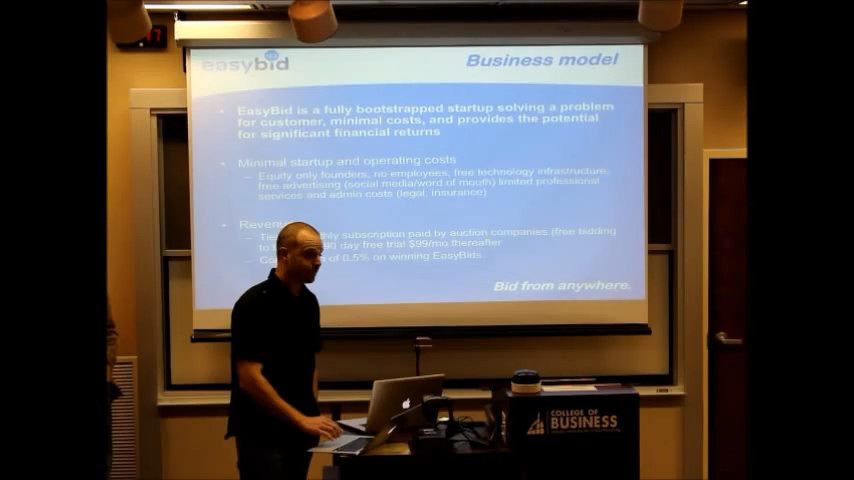 easybid
Business model
EasyBid is a fully bootstrapped startup solving a problem
for customer, minimal costs, and provides the potential
for significant financial returns
Minimal startup and operating costs
Equity only founders, no employees, free technology infrastructure,
free advertising (social media/word of mouth) limited professional
services and admin costs (legal, insurance)
Revenue
monthly subscription paid by auction companies (free bidding
to 90 day free trial $99/mo thereafter
of 0.5% on winning EasyBids
Bid from anywhere.
COLLEGE OF
BUSINESS